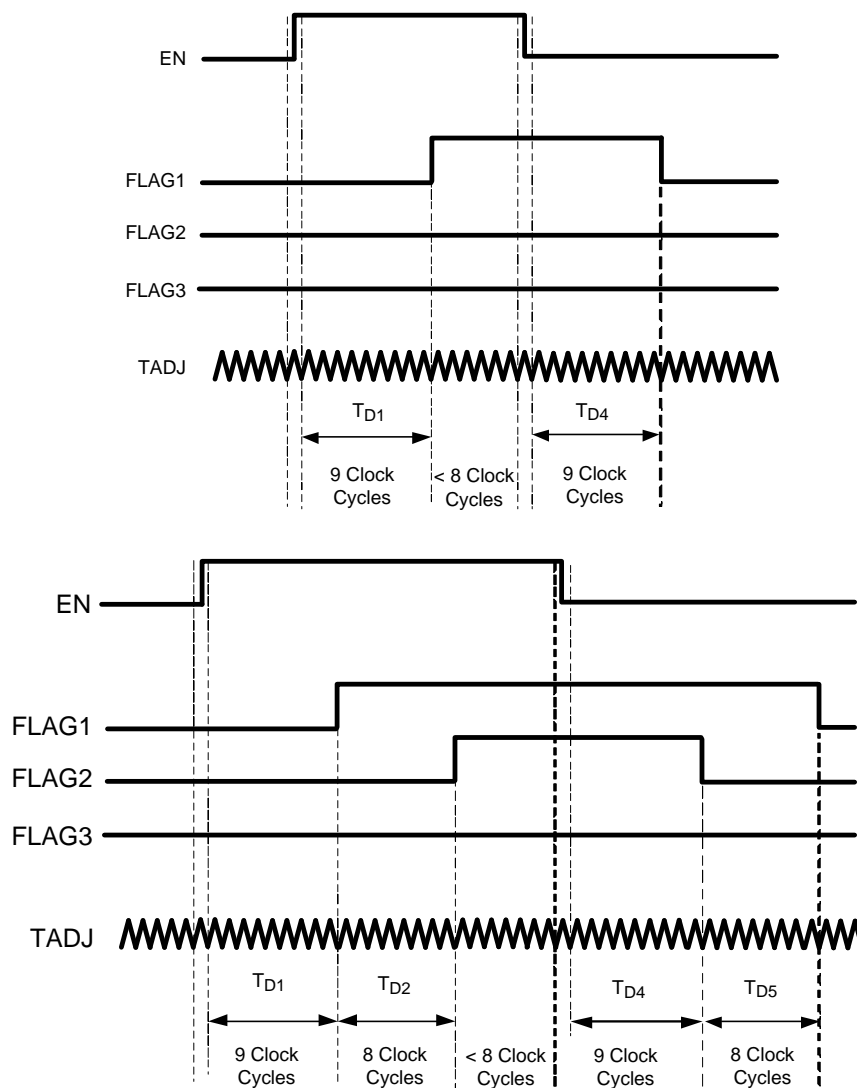 EN
FLAG1
FLAG2
FLAG3
TADJ
TD1
TD4
9 Clock
Cycles
< 8 Clock
Cycles
9 Clock
Cycles
EN
FLAG1
FLAG2
FLAG3
TADJ
TD1
TD2
TD4
TD5
9 Clock
Cycles
8 Clock
Cycles
< 8 Clock
Cycles
9 Clock
Cycles
8 Clock
Cycles